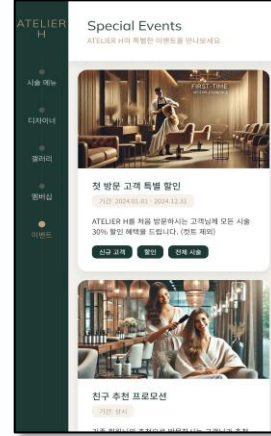 ATELIER
H
시술 메뉴
디자이너
갤러리
멤버십
이벤트
Special Events
ATELIER H의 특별한 이벤트를 만나보세요
FIRST-TIME
첫 방문 고객 특별 할인
기간: 2024.01.01 - 2024.12.31
ATELIER H를 처음 방문하시는 고객님께 모든 시술
30% 할인 혜택을 드립니다. (컷트 제외)
신규 고객
할인
전체 시술
친구 추천 프로모션
기간: 상시